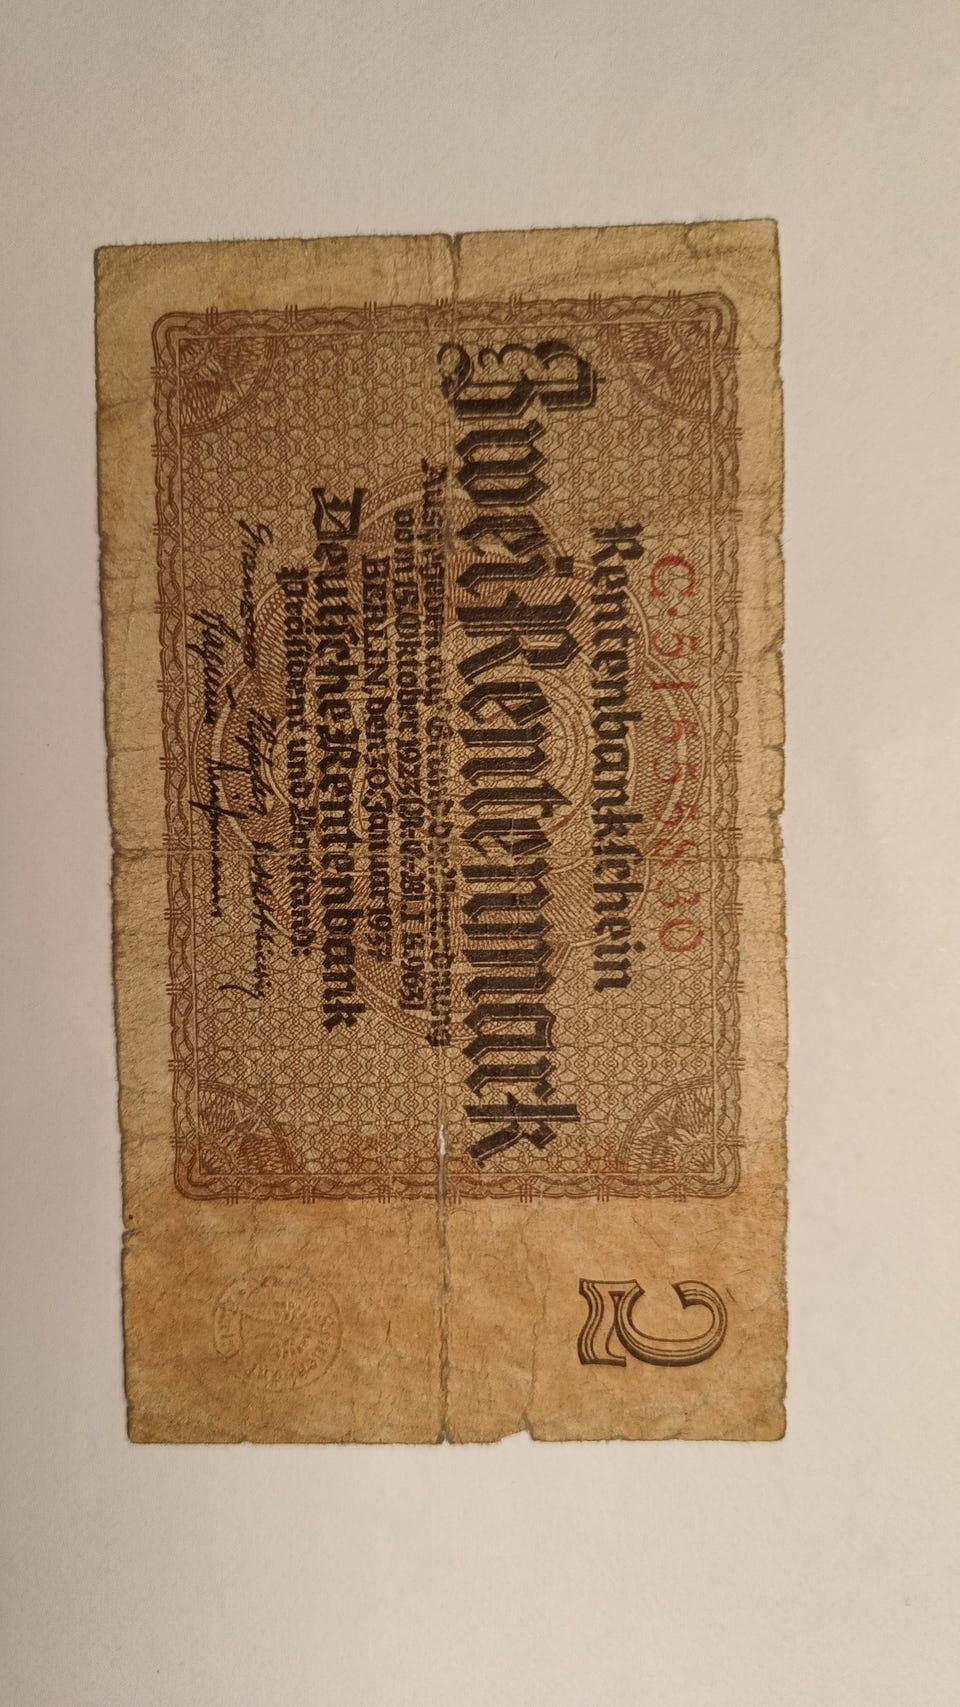 Rentenbankschein
Zwei Rentenmark
Ausgegeben auf Grund der Verordnung
vom 15. Oktober 1923 (R-G-Bl I S. 963)
BERLIN, den 30. Januar 1937
Deutsche Rentenbank
Präsident und Vorstand:
2